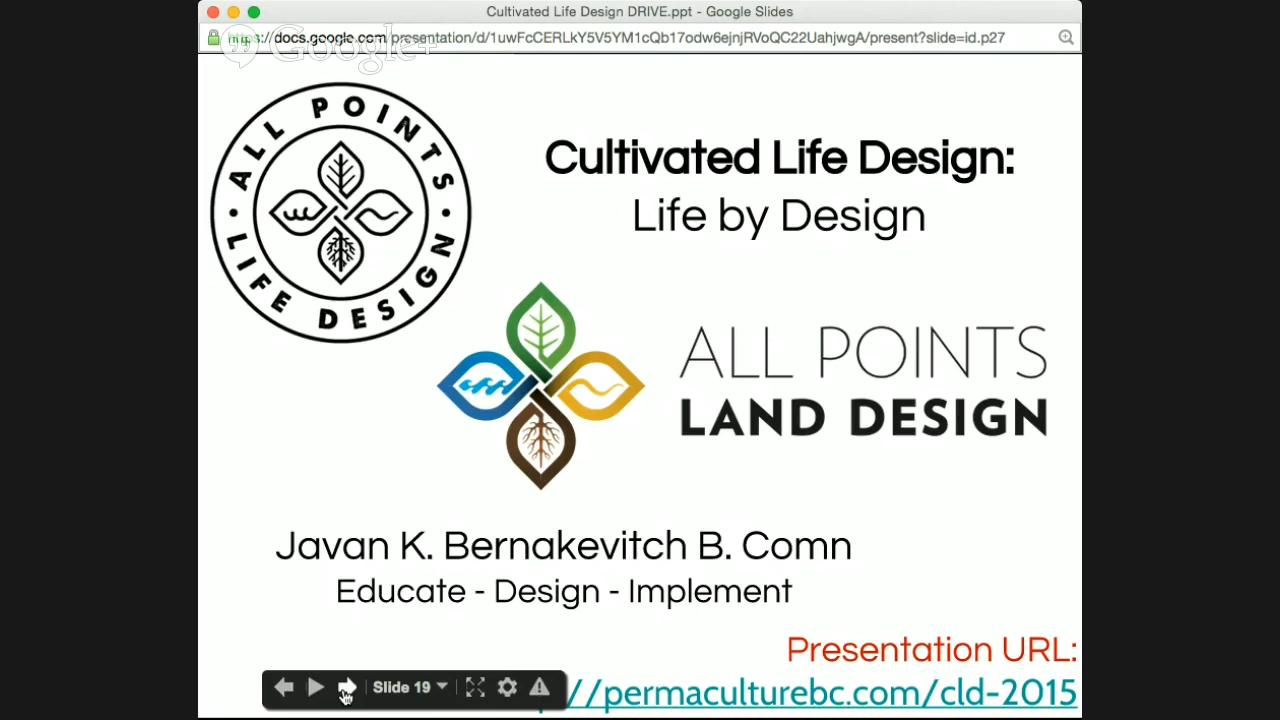 Cultivated Life Design DRIVE.ppt - Google Slides
https://docs.google.com/presentation/d/1uwFcCERLkY5V5YM1cQb17odw6ejnjRVoQC22UahjwgA/present?slide=id.p27
Google+
ALL POINTS
LIFE DESIGN
Cultivated Life Design:
Life by Design
ALL POINTS
LAND DESIGN
Javan K. Bernakevitch B. Comn
Educate - Design - Implement
Presentation URL:
//permaculturebc.com/cld-2015
Slide 19